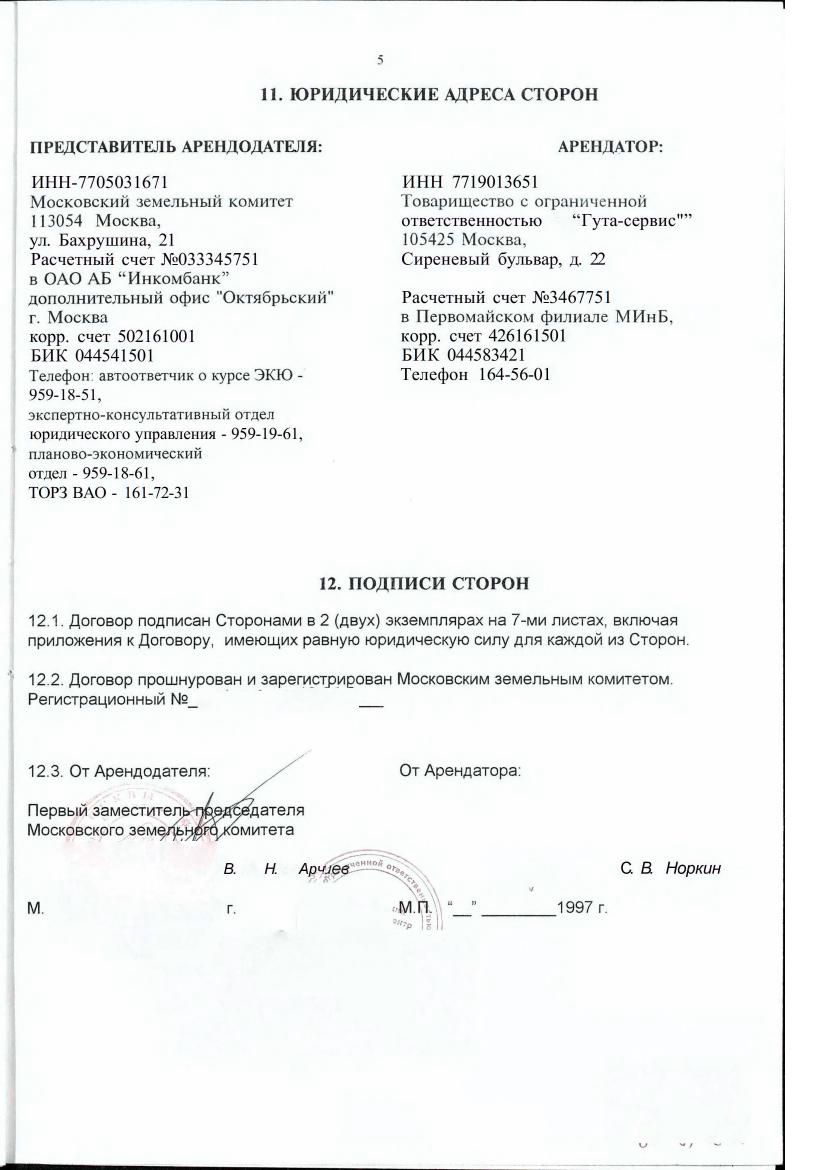 5
11. ЮРИДИЧЕСКИЕ АДРЕСА СТОРОН
ПРЕДСТАВИТЕЛЬ АРЕНДОДАТЕЛЯ:
ИНН-7705031671
Московский земельный комитет
113054 Москва,
ул. Бахрушина, 21
Расчетный счет №033345751
в ОАО АБ “Инкомбанк”
дополнительный офис "Октябрьский"
г. Москва
корр. счет 502161001
БИК 044541501
Телефон: автоответчик о курсе ЭКЮ -
959-18-51,
экспертно-консультативный отдел
юридического управления - 959-19-61,
планово-экономический
отдел - 959-18-61,
ТОРЗ ВАО - 161-72-31
АРЕНДАТОР:
ИНН 7719013651
Товарищество с ограниченной
ответственностью “Гута-сервис"”
105425 Москва,
Сиреневый бульвар, д. 22
Расчетный счет №3467751
в Первомайском филиале МИнБ,
корр. счет 426161501
БИК 044583421
Телефон 164-56-01
12. ПОДПИСИ СТОРОН
12.1. Договор подписан Сторонами в 2 (двух) экземплярах на 7-ми листах, включая
приложения к Договору, имеющих равную юридическую силу для каждой из Сторон.
12.2. Договор прошнурован и зарегистрирован Московским земельным комитетом.
Регистрационный №_ __
12.3. От Арендодателя:
Первый заместитель председателя
Московского земельного комитета
В. Н. Арчиев
М. г.
От Арендатора:
С. В. Норкин
М.П. “__” _________1997 г.
ограниченной ответственностью